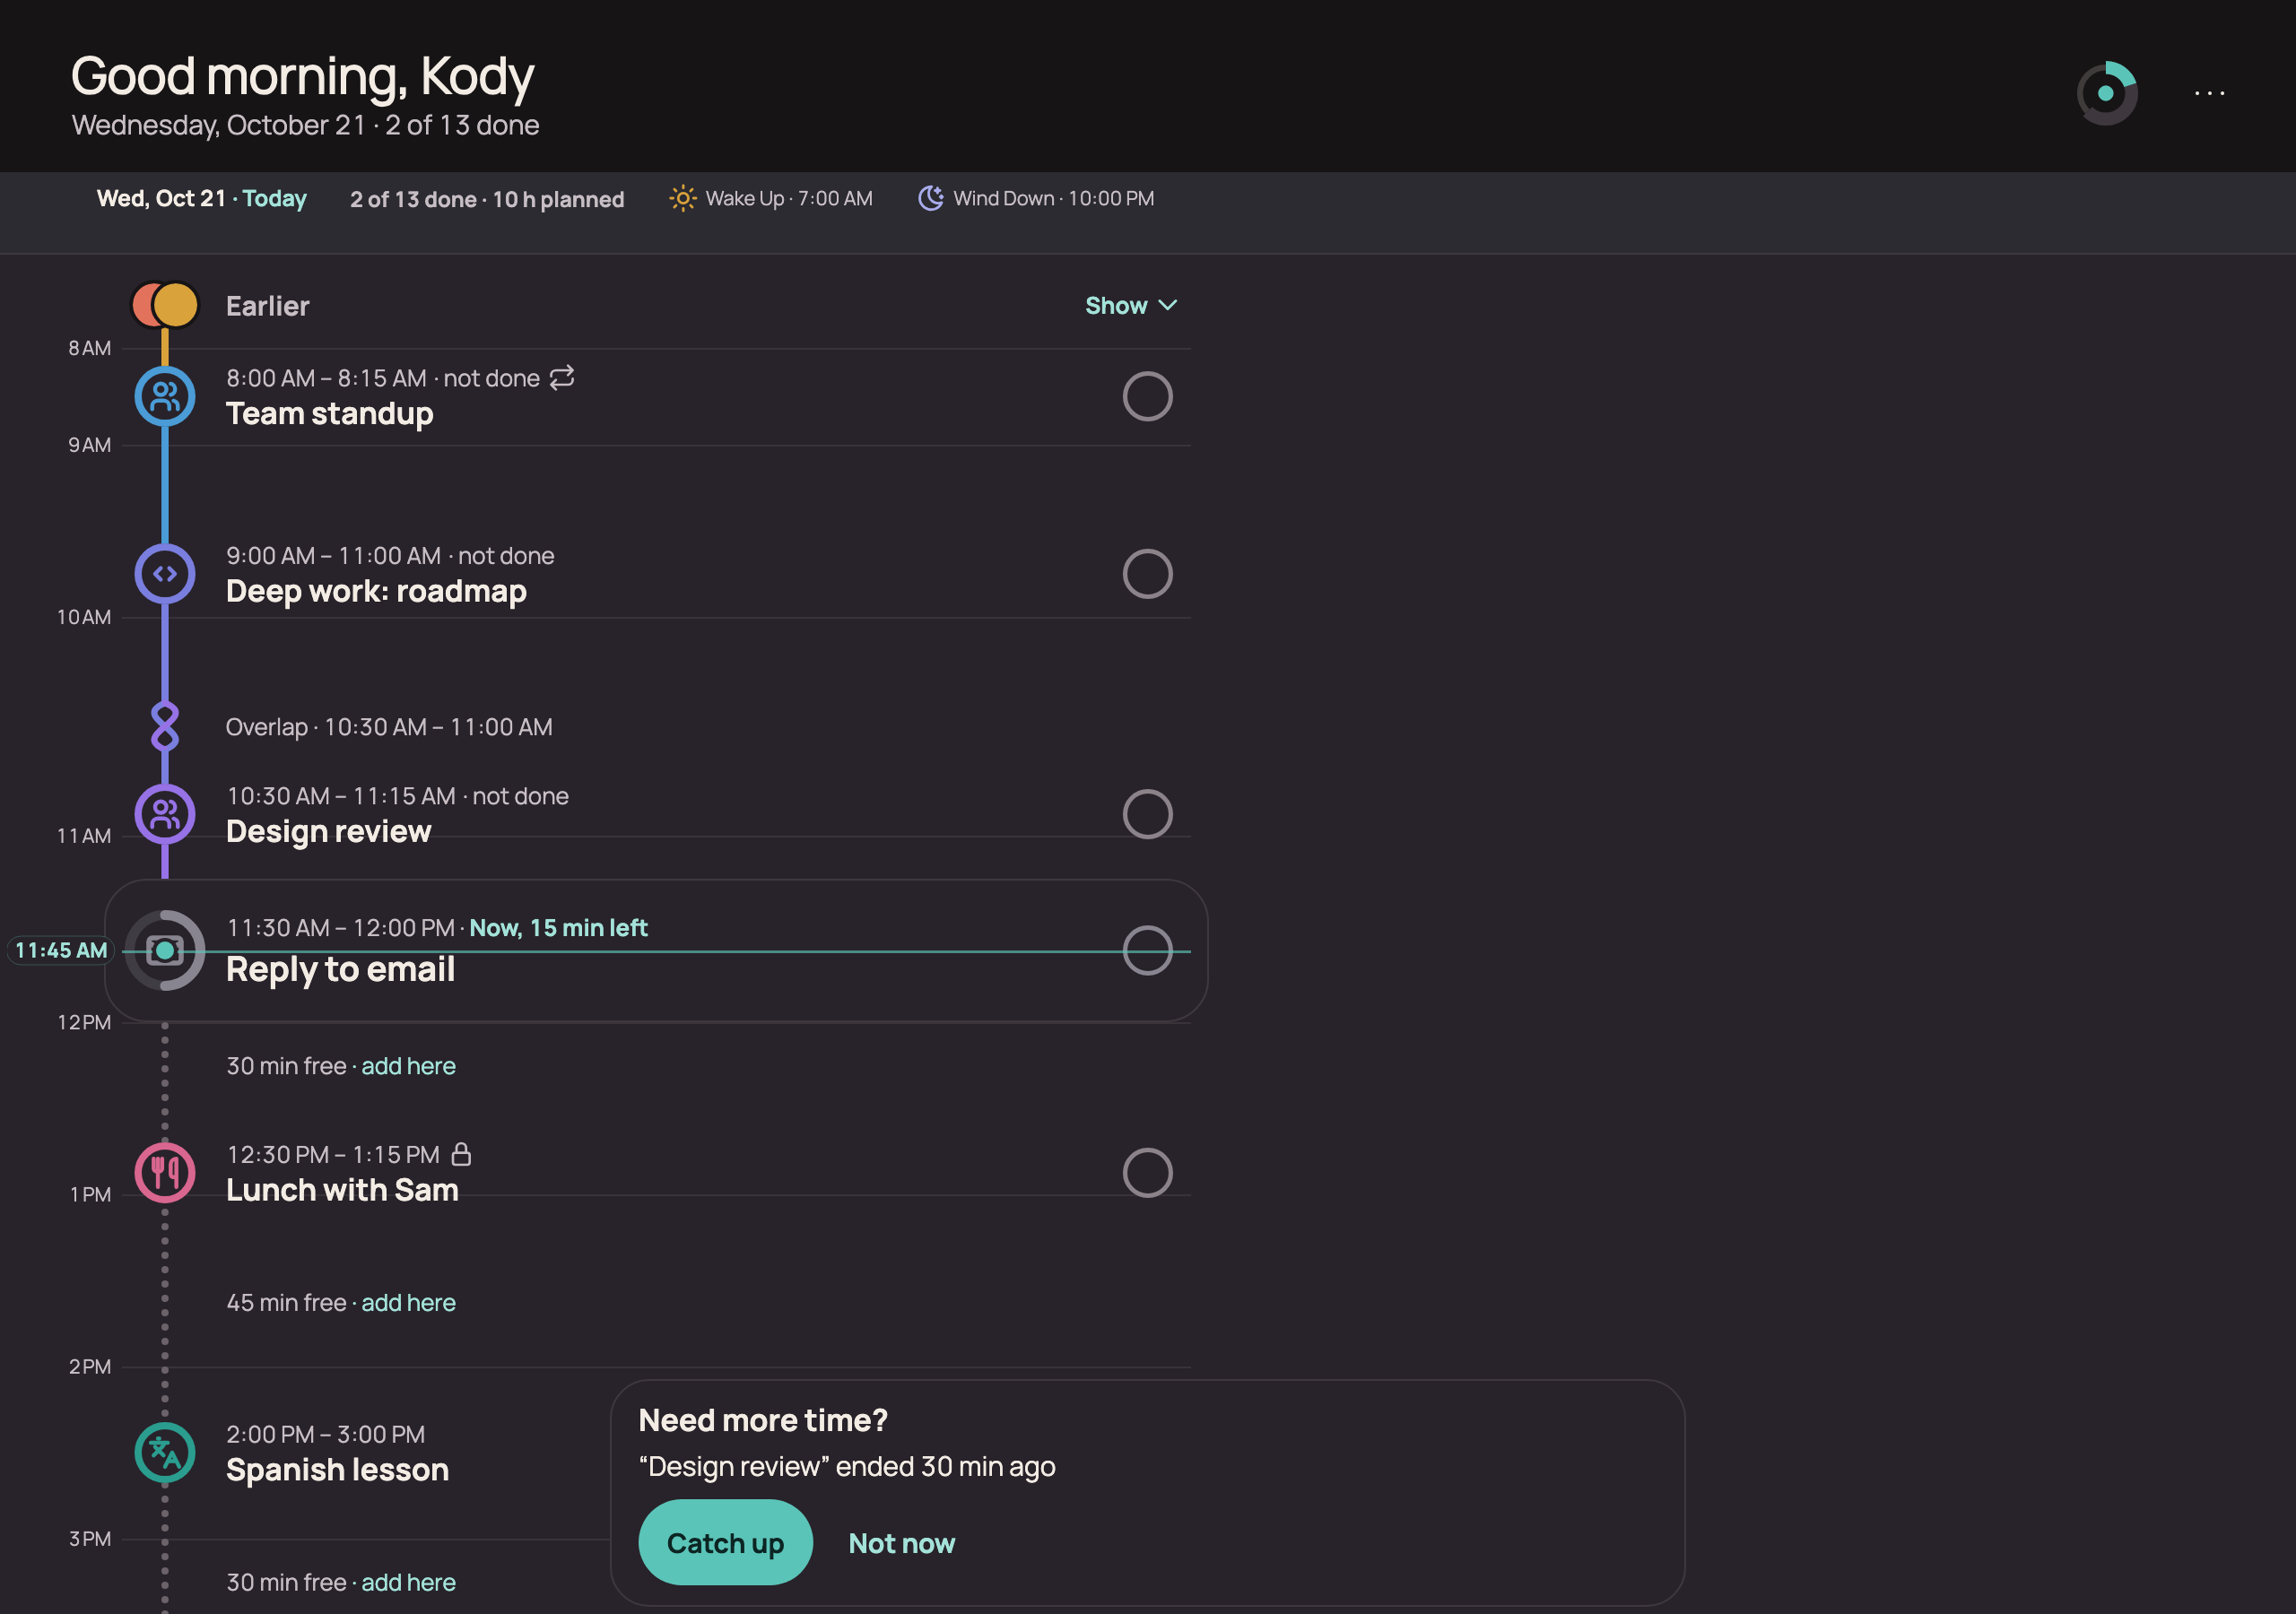 Good morning, Kody
Wednesday, October 21 · 2 of 13 done
Wed, Oct 21 · Today
2 of 13 done · 10 h planned
Wake Up · 7:00 AM
Wind Down · 10:00 PM
Earlier
Show
8 AM
8:00 AM – 8:15 AM · not done
Team standup
9 AM
9:00 AM – 11:00 AM · not done
Deep work: roadmap
10 AM
Overlap · 10:30 AM – 11:00 AM
10:30 AM – 11:15 AM · not done
Design review
11 AM
11:30 AM – 12:00 PM · Now, 15 min left
11:45 AM
Reply to email
12 PM
30 min free · add here
12:30 PM – 1:15 PM
Lunch with Sam
1 PM
45 min free · add here
2 PM
2:00 PM – 3:00 PM
Spanish lesson
3 PM
30 min free · add here
Need more time?
“Design review” ended 30 min ago
Catch up
Not now